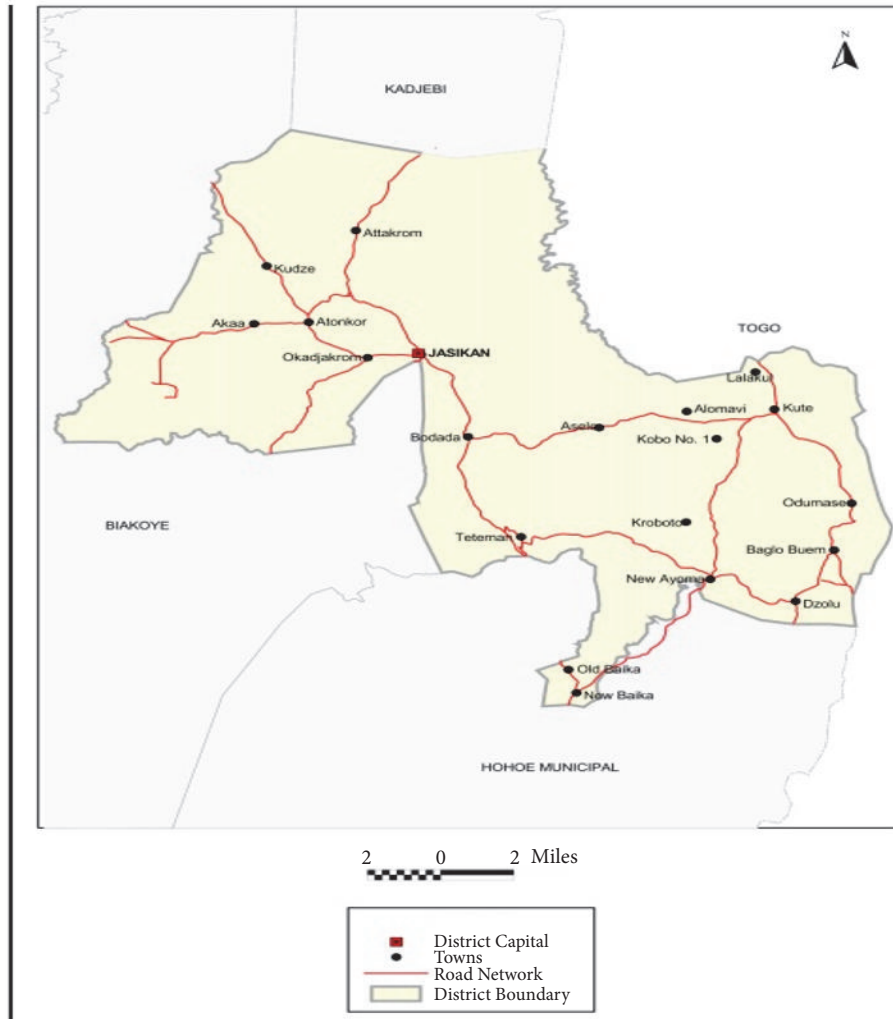 N
KADJEBI
Attakrom
Kudze
Akaa
Atonkor
TOGO
Okadjakrom
JASIKAN
Lalakui
Alomavi
Kute
Asele
Bodada
Kobo No. 1
Odumase
BIAKOYE
Kroboto
Teteman
Baglo Buem
New Ayoma
Dzolu
Old Baika
New Baika
HOHOE MUNICIPAL
2 0 2 Miles
District Capital
Towns
Road Network
District Boundary